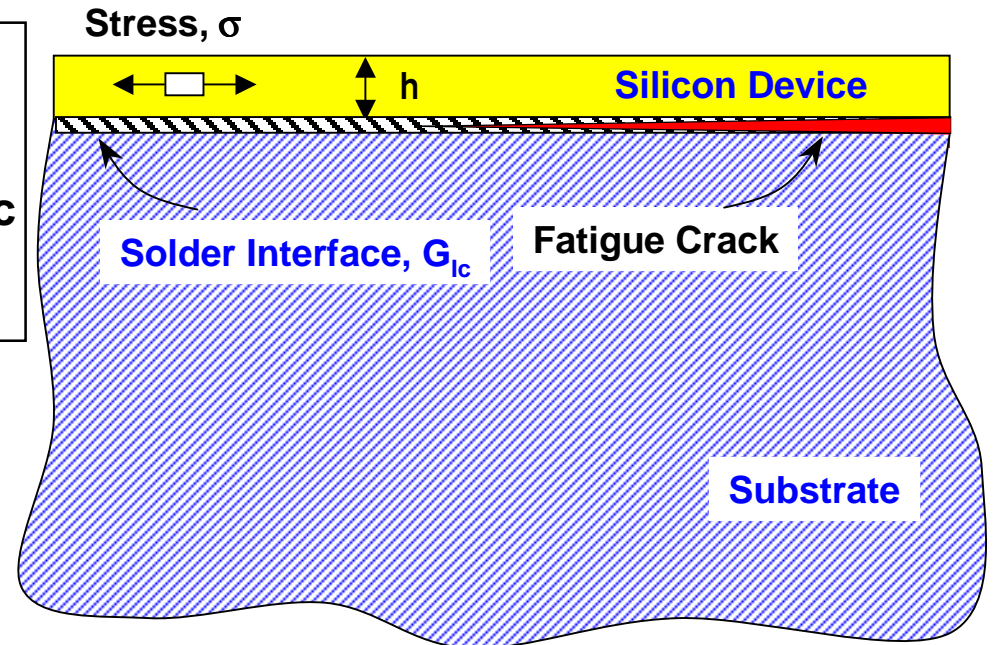 Stress, σ
h
Silicon Device
c
Solder Interface, G_Ic
Fatigue Crack
Substrate